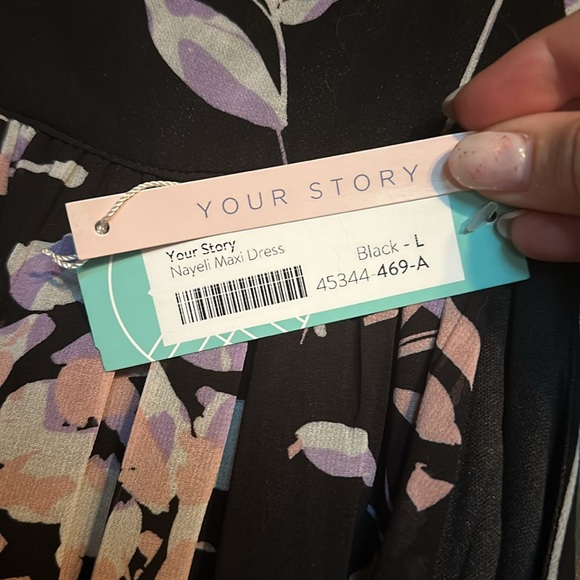 YOUR STORY
Your Story
Nayeli Maxi Dress
Black - L
45344-469-A